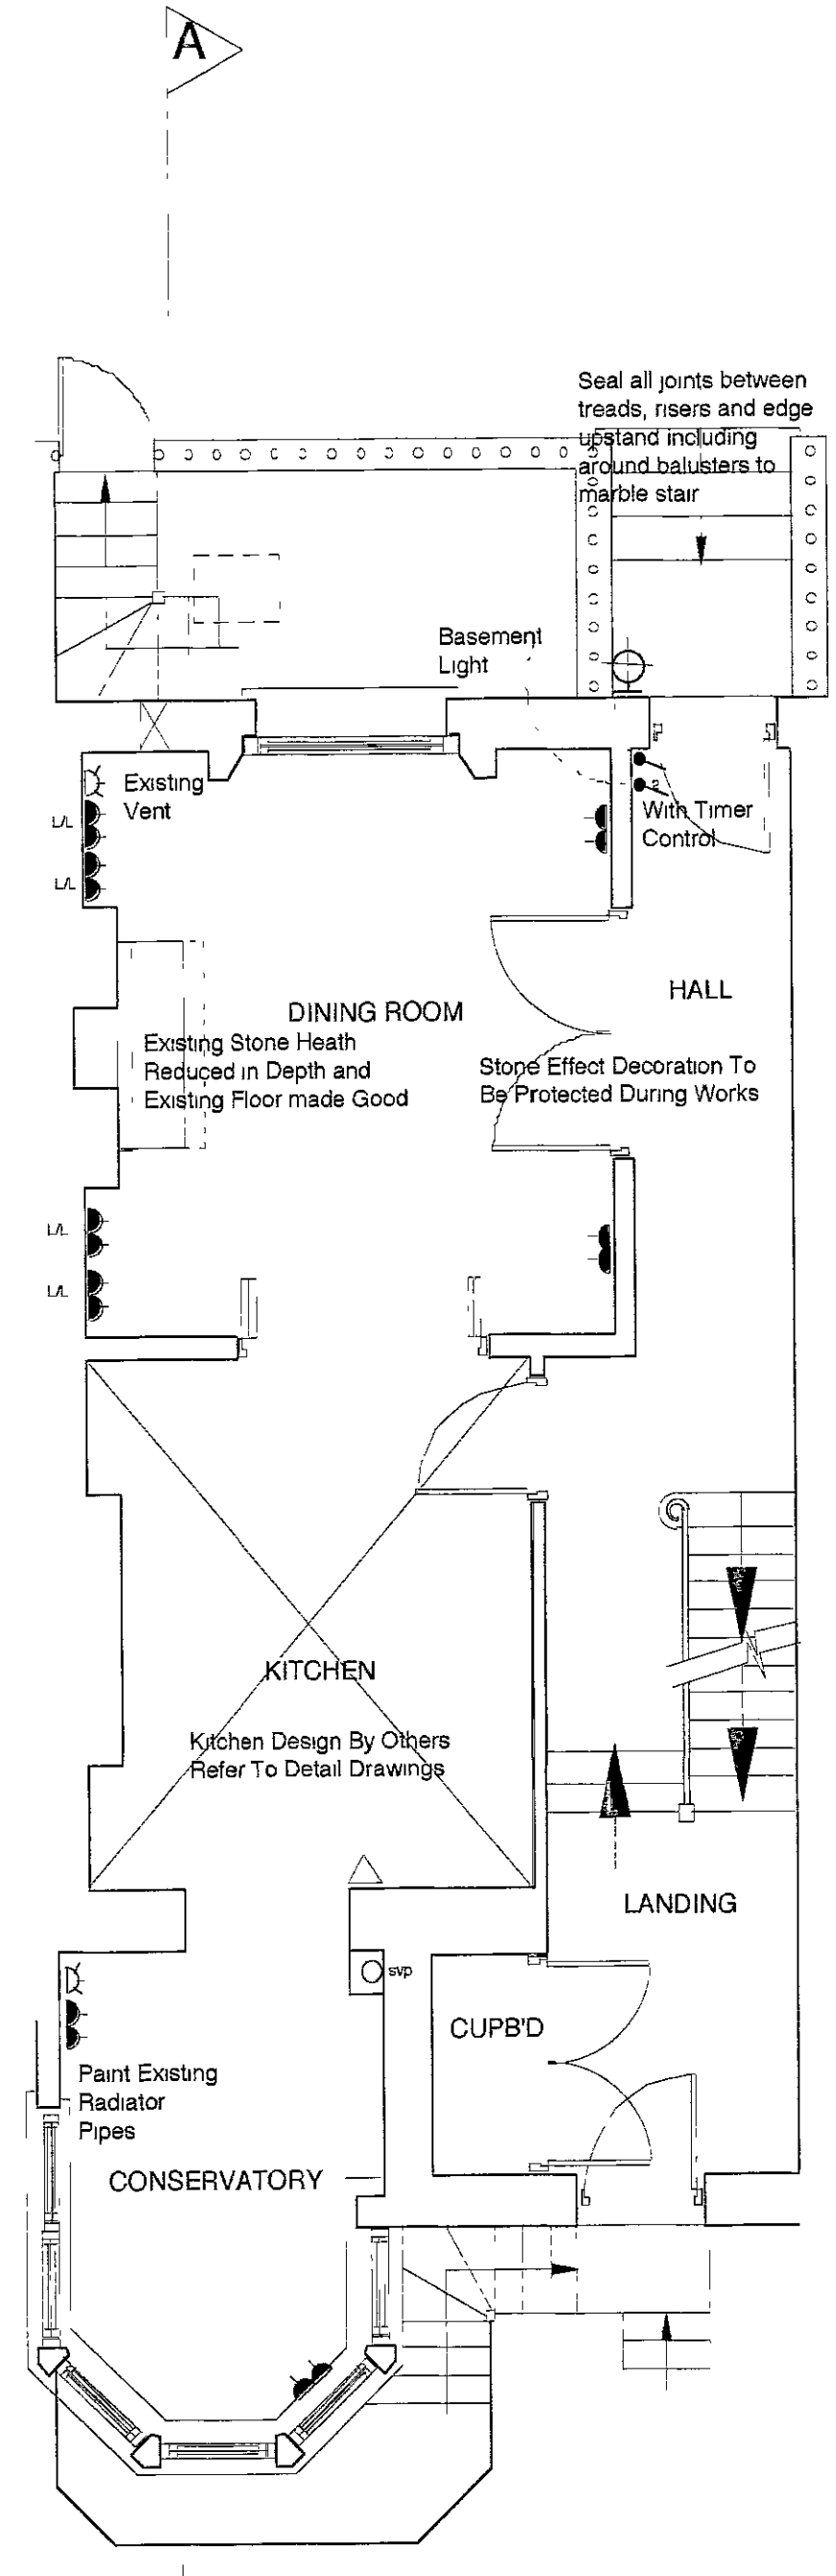 A
Seal all joints between
treads, risers and edge
upstand including
around balusters to
marble stair
Basement
Light
Existing
Vent
L/L
L/L
2
With Timer
Control
HALL
DINING ROOM
Existing Stone Heath
Reduced in Depth and
Existing Floor made Good
Stone Effect Decoration To
Be Protected During Works
L/L
L/L
KITCHEN
Kitchen Design By Others
Refer To Detail Drawings
LANDING
svp
CUPB'D
Paint Existing
Radiator
Pipes
CONSERVATORY